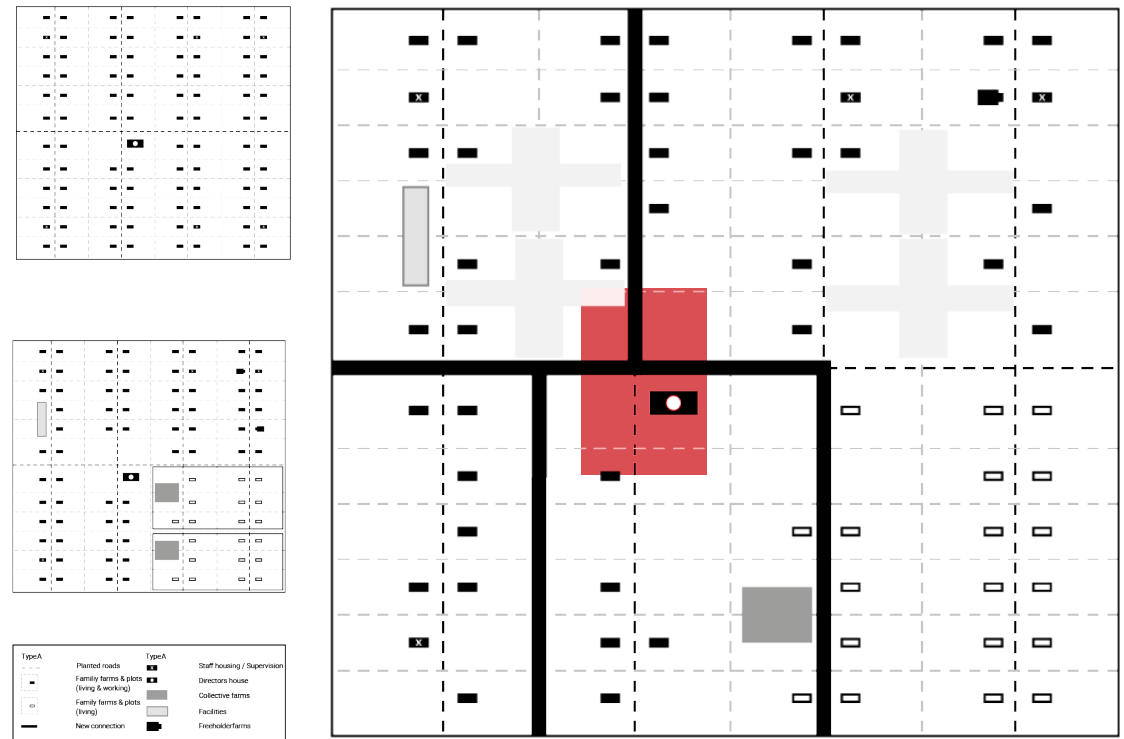 TypeA
Planted roads
Family farms & plots
(living & working)
Family farms & plots
(living)
New connection
TypeA
X Staff housing / Supervision
Directors house
Collective farms
Facilities
Freeholderfarms
X
X
X
X